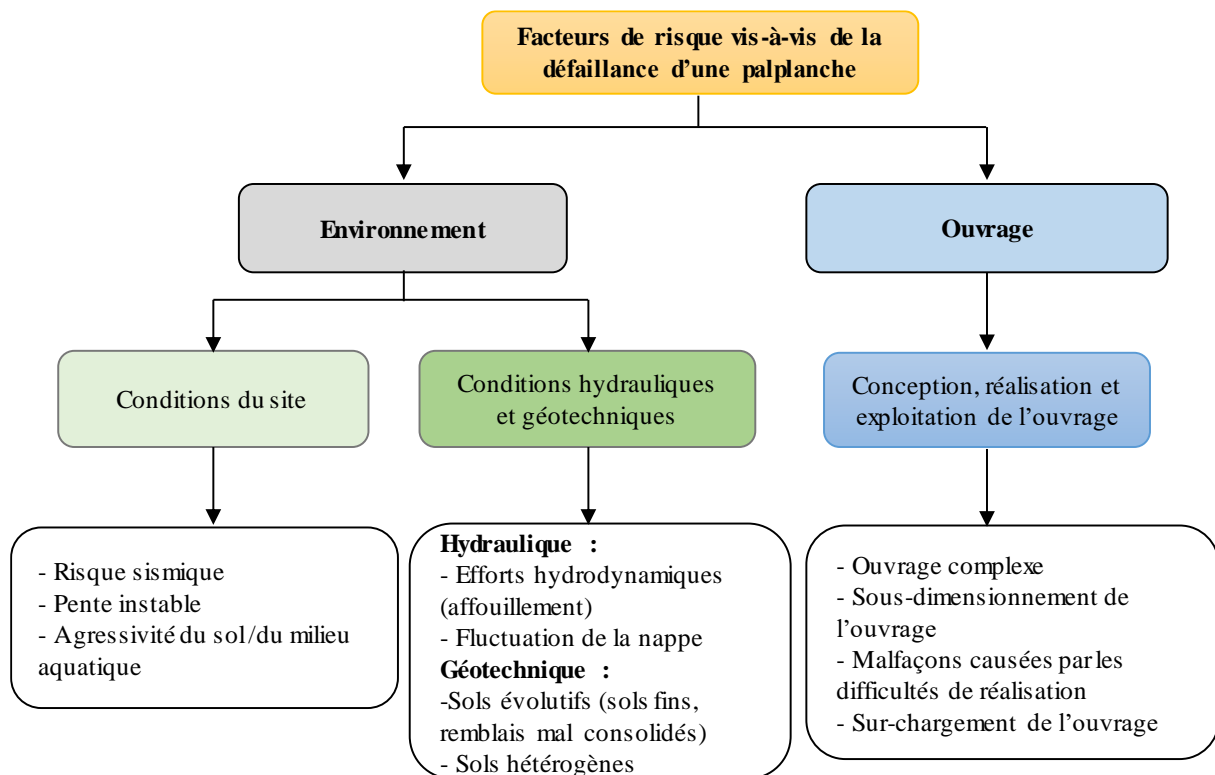 Facteurs de risque vis-à-vis de la
défaillance d'une palplanche
Environnement
Ouvrage
Conditions du site
Conditions hydrauliques
et géotechniques
Conception, réalisation et
exploitation de l'ouvrage
- Risque sismique
- Pente instable
- Agressivité du sol/du milieu
aquatique
Hydraulique :
- Efforts hydrodynamiques
(affouillement)
- Fluctuation de la nappe
Géotechnique :
-Sols évolutifs (sols fins,
remblais mal consolidés)
- Sols hétérogènes
- Ouvrage complexe
- Sous-dimensionnement de
l'ouvrage
- Malfaçons causées par les
difficultés de réalisation
- Sur-chargement de l'ouvrage